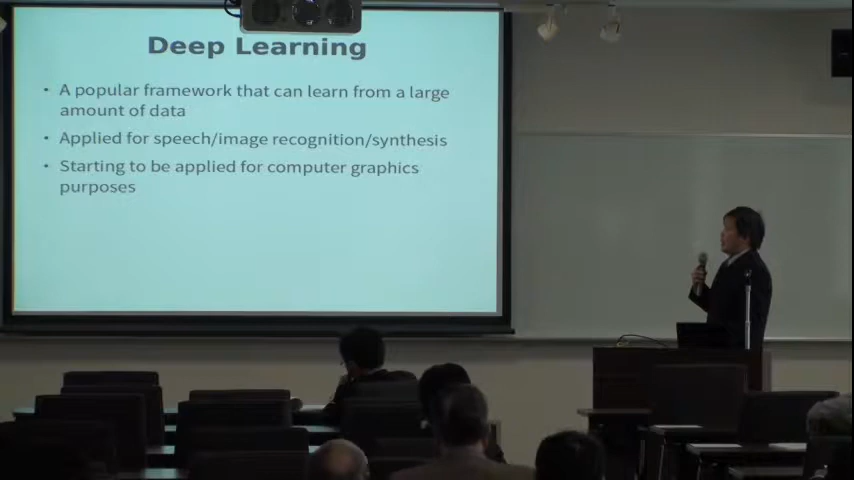 Deep Learning
• A popular framework that can learn from a large
amount of data
• Applied for speech/image recognition/synthesis
• Starting to be applied for computer graphics
purposes